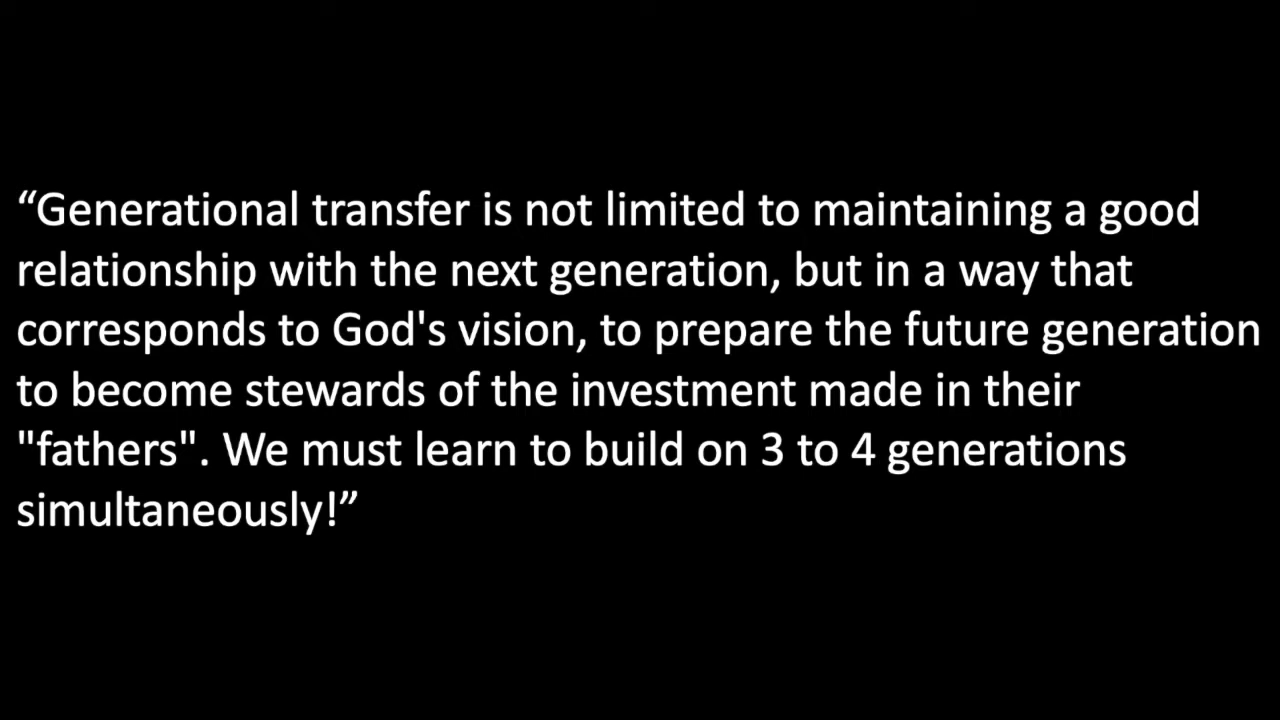 “Generational transfer is not limited to maintaining a good
relationship with the next generation, but in a way that
corresponds to God's vision, to prepare the future generation
to become stewards of the investment made in their
"fathers". We must learn to build on 3 to 4 generations
simultaneously!”